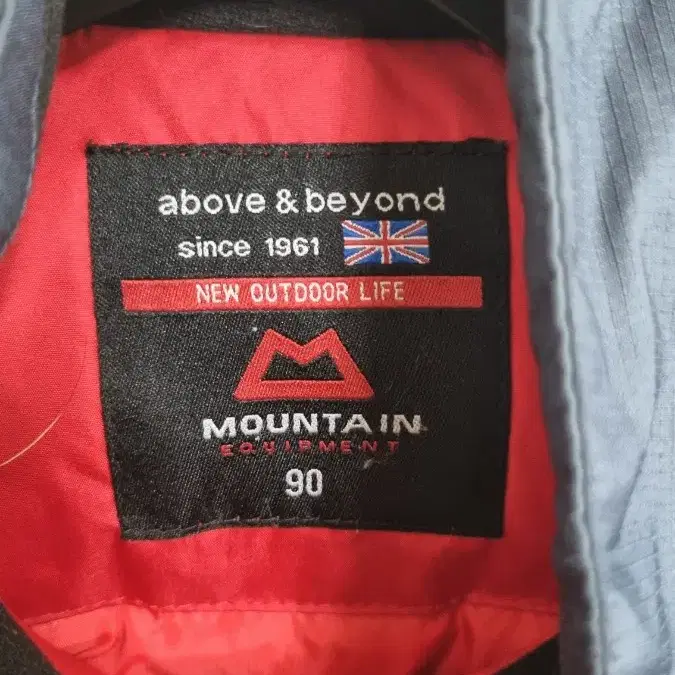 above & beyond
since 1961
NEW OUTDOOR LIFE
MOUNTAIN
EQUIPMENT
90